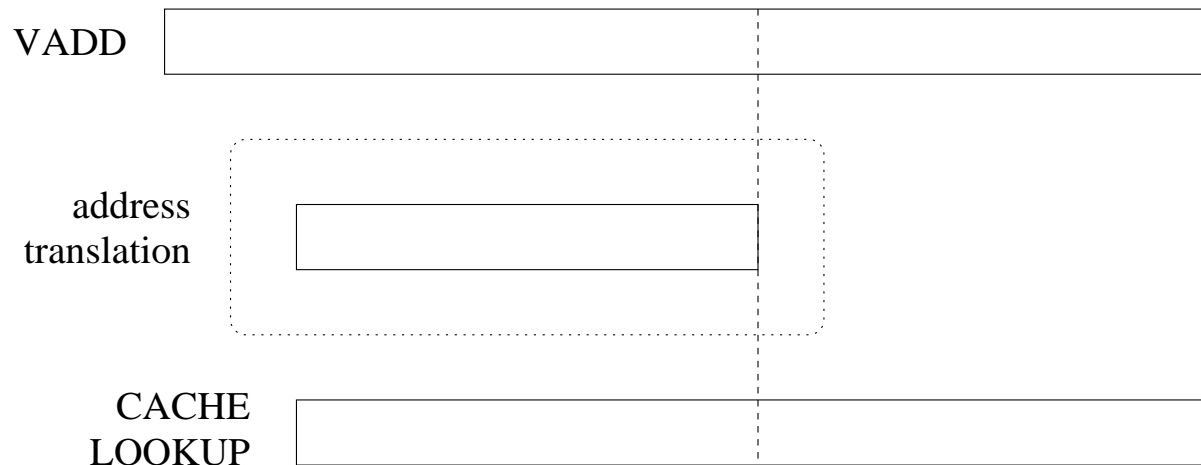 VADD
address
translation
CACHE
LOOKUP